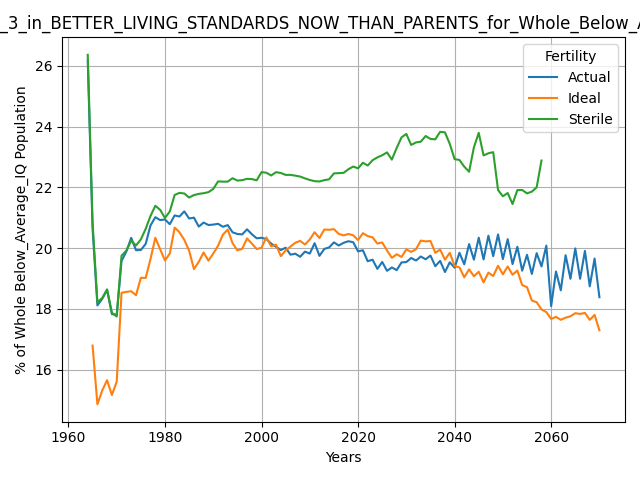 _3_in_BETTER_LIVING_STANDARDS_NOW_THAN_PARENTS_for_Whole_Below_A
Fertility
Actual
Ideal
Sterile
26
24
22
20
18
16
% of Whole Below_Average_IQ Population
1960
1980
2000
2020
2040
2060
Years